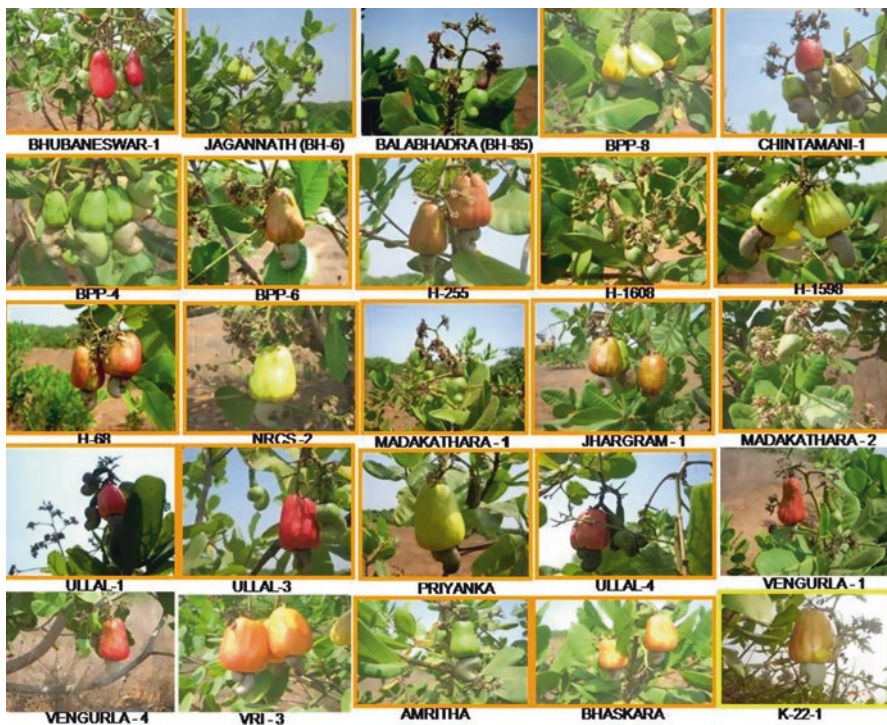 BHUBANESWAR-1 JAGANNATH (BH-6) BALABHADRA (BH-85) BPP-8 CHINTAMANI-1
BPP-4 BPP-6 H-255 H-1608 H-1598
H-68 NRCS -2 MADAKATHARA - 1 JHARGRAM - 1 MADAKATHARA - 2
ULLAL-1 ULLAL-3 PRIYANKA ULLAL-4 VENGURLA - 1
VENGURLA - 4 VRI - 3 AMRITHA BHASKARA K-22-1